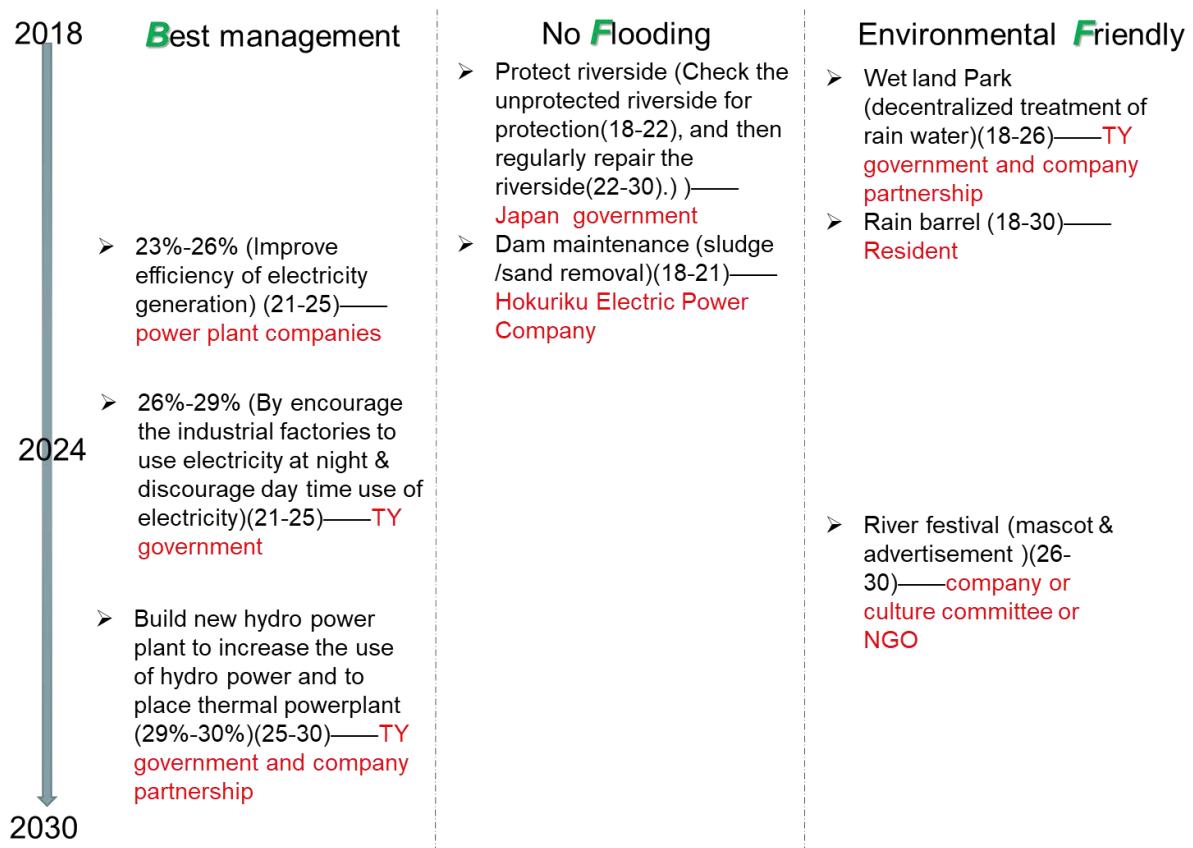 2018
Best management
23%-26% (Improve
efficiency of electricity
generation) (21-25)——
power plant companies
26%-29% (By encourage
the industrial factories to
use electricity at night &
discourage day time use of
electricity)(21-25)——TY
government
Build new hydro power
plant to increase the use
of hydro power and to
place thermal powerplant
(29%-30%)(25-30)——TY
government and company
partnership
2024
2030
No Flooding
Protect riverside (Check the
unprotected riverside for
protection(18-22), and then
regularly repair the
riverside(22-30).) )——
Japan government
Dam maintenance (sludge
/sand removal)(18-21)——
Hokuriku Electric Power
Company
Environmental Friendly
Wet land Park
(decentralized treatment of
rain water)(18-26)——TY
government and company
partnership
Rain barrel (18-30)——
Resident
River festival (mascot &
advertisement )(26-
30)——company or
culture committee or
NGO